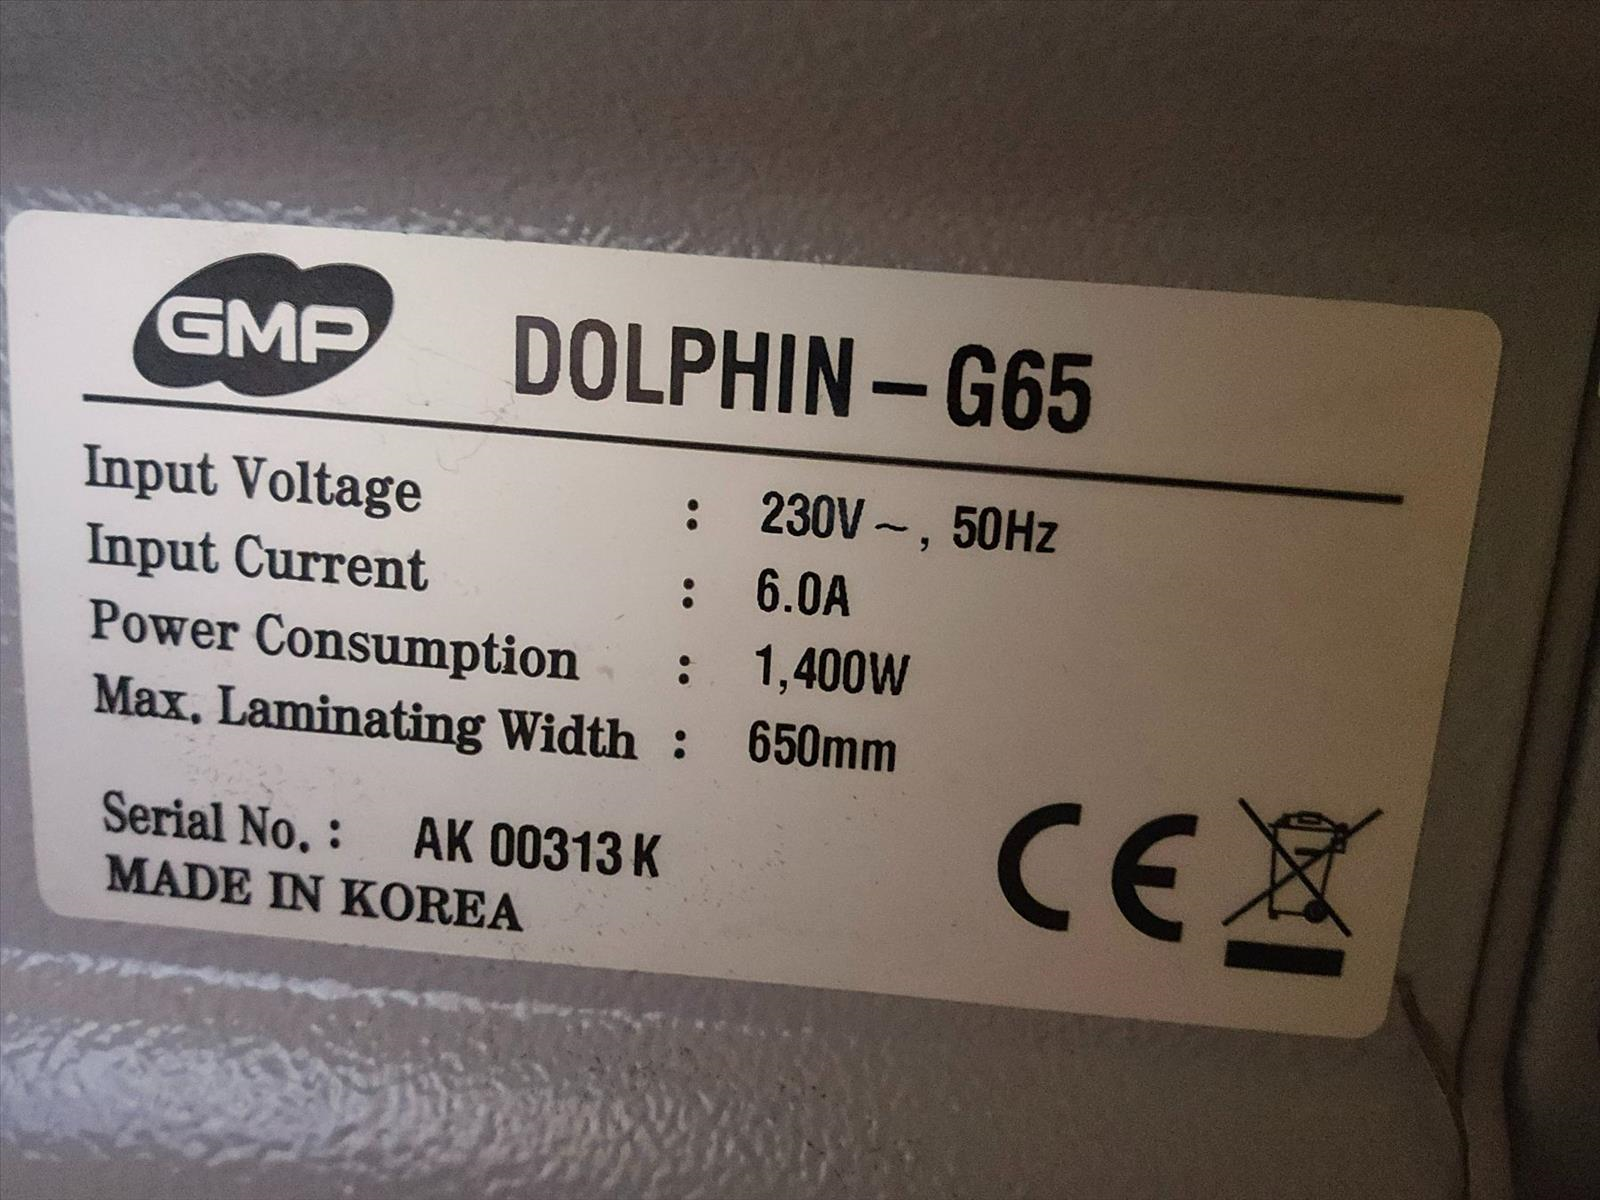 GMP DOLPHIN-G65
Input Voltage : 230V~, 50Hz
Input Current : 6.0A
Power Consumption : 1,400W
Max. Laminating Width : 650mm
Serial No. : AK 00313 K
MADE IN KOREA
CE